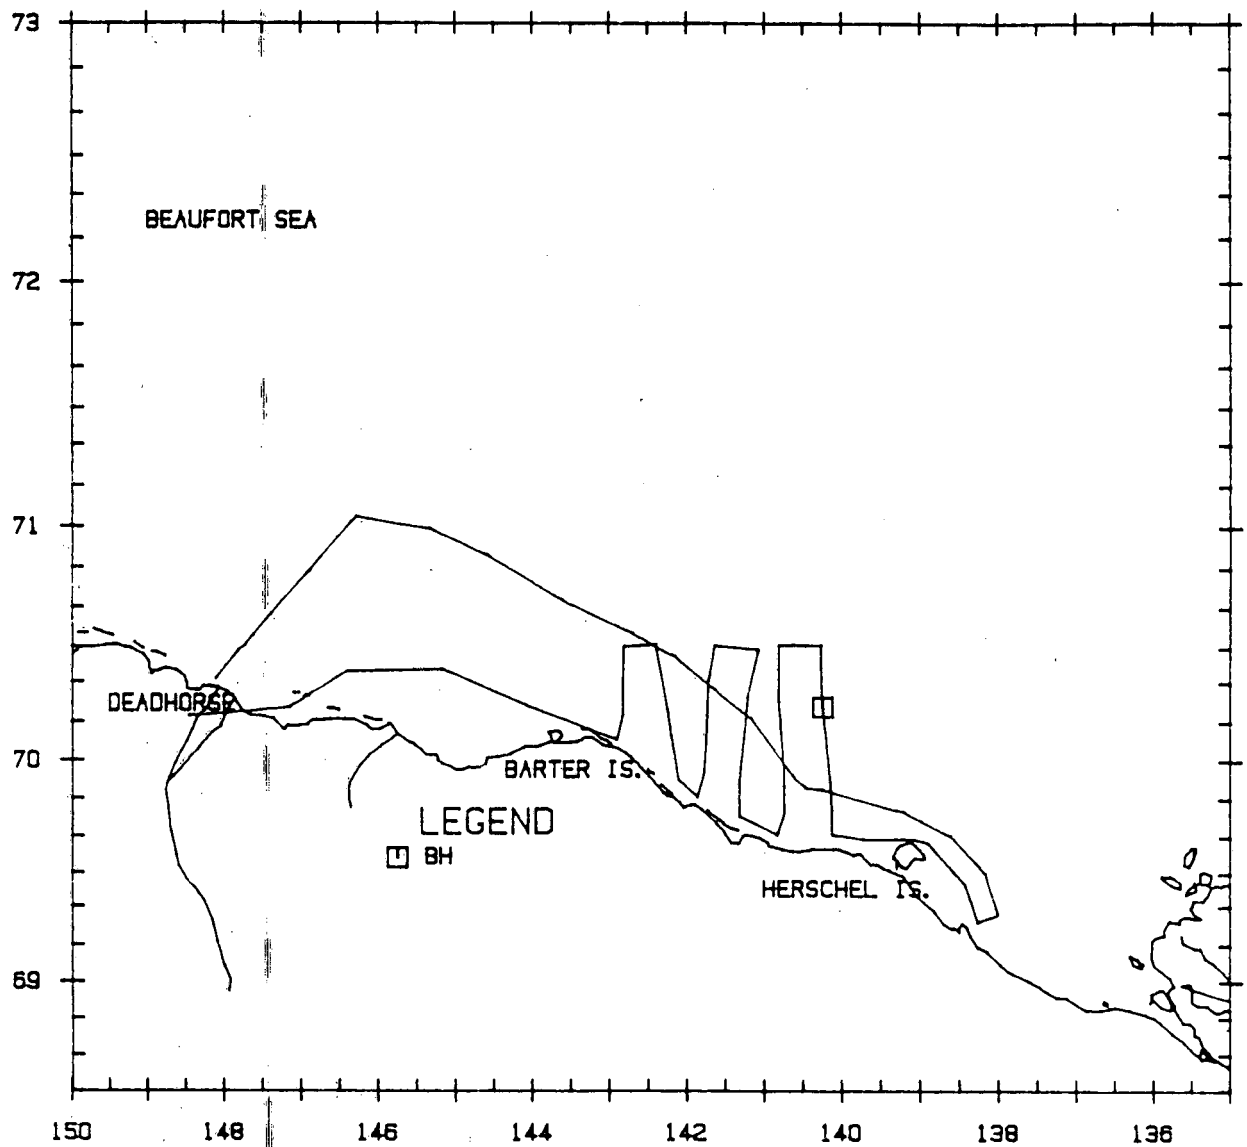 73
BEAUFORT SEA
72
71
DEADHORSE
70
BARTER IS.
LEGEND
BH
HERSCHEL IS.
69
150 148 146 144 142 140 138 136